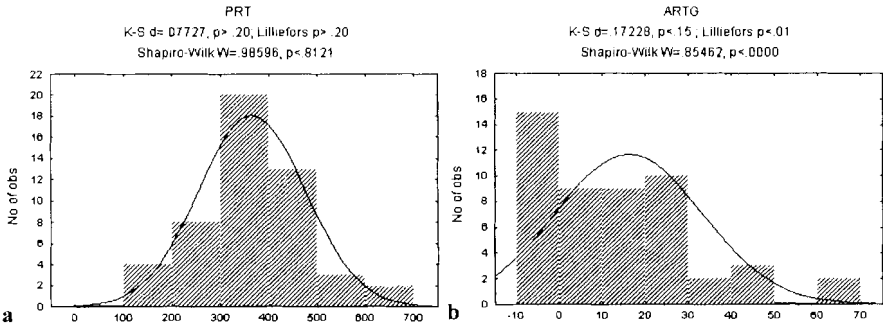 PRT
K-S d=.07727, p> .20; Lilliefors p> .20
Shapiro-Wilk W=.98596, p<.8121
22
20
18
16
14
12
10
8
6
4
2
0
No of obs
0 100 200 300 400 500 600 700
a
ARTG
K-S d=.17228, p<.15 ; Lilliefors p<.01
Shapiro-Wilk W=.85462, p<.0000
18
16
14
12
10
8
6
4
2
0
No of obs
-10 0 10 20 30 40 50 60 70
b